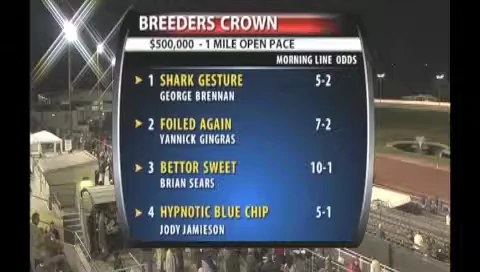 BREEDERS CROWN
$500,000 - 1 MILE OPEN PACE
MORNING LINE ODDS
1 SHARK GESTURE 5-2
GEORGE BRENNAN
2 FOILED AGAIN 7-2
YANNICK GINGRAS
3 BETTOR SWEET 10-1
BRIAN SEARS
4 HYPNOTIC BLUE CHIP 5-1
JODY JAMIESON